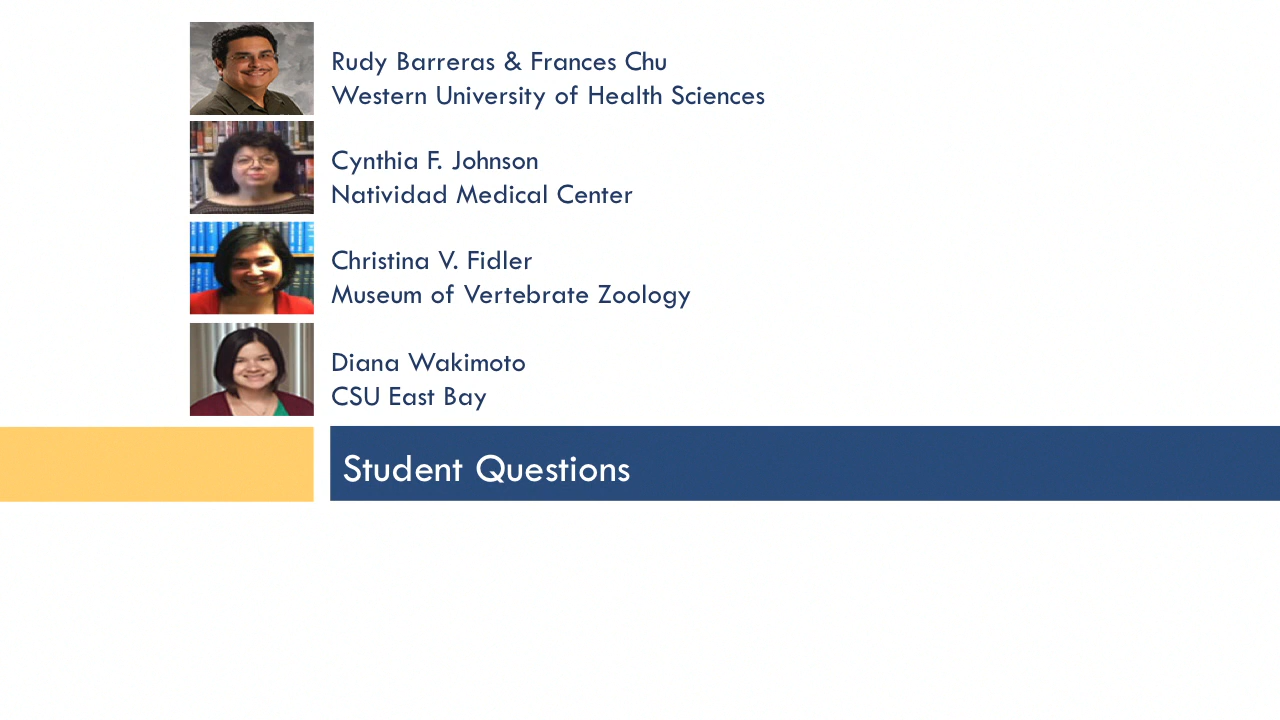 Rudy Barreras & Frances Chu
Western University of Health Sciences
Cynthia F. Johnson
Natividad Medical Center
Christina V. Fidler
Museum of Vertebrate Zoology
Diana Wakimoto
CSU East Bay
Student Questions